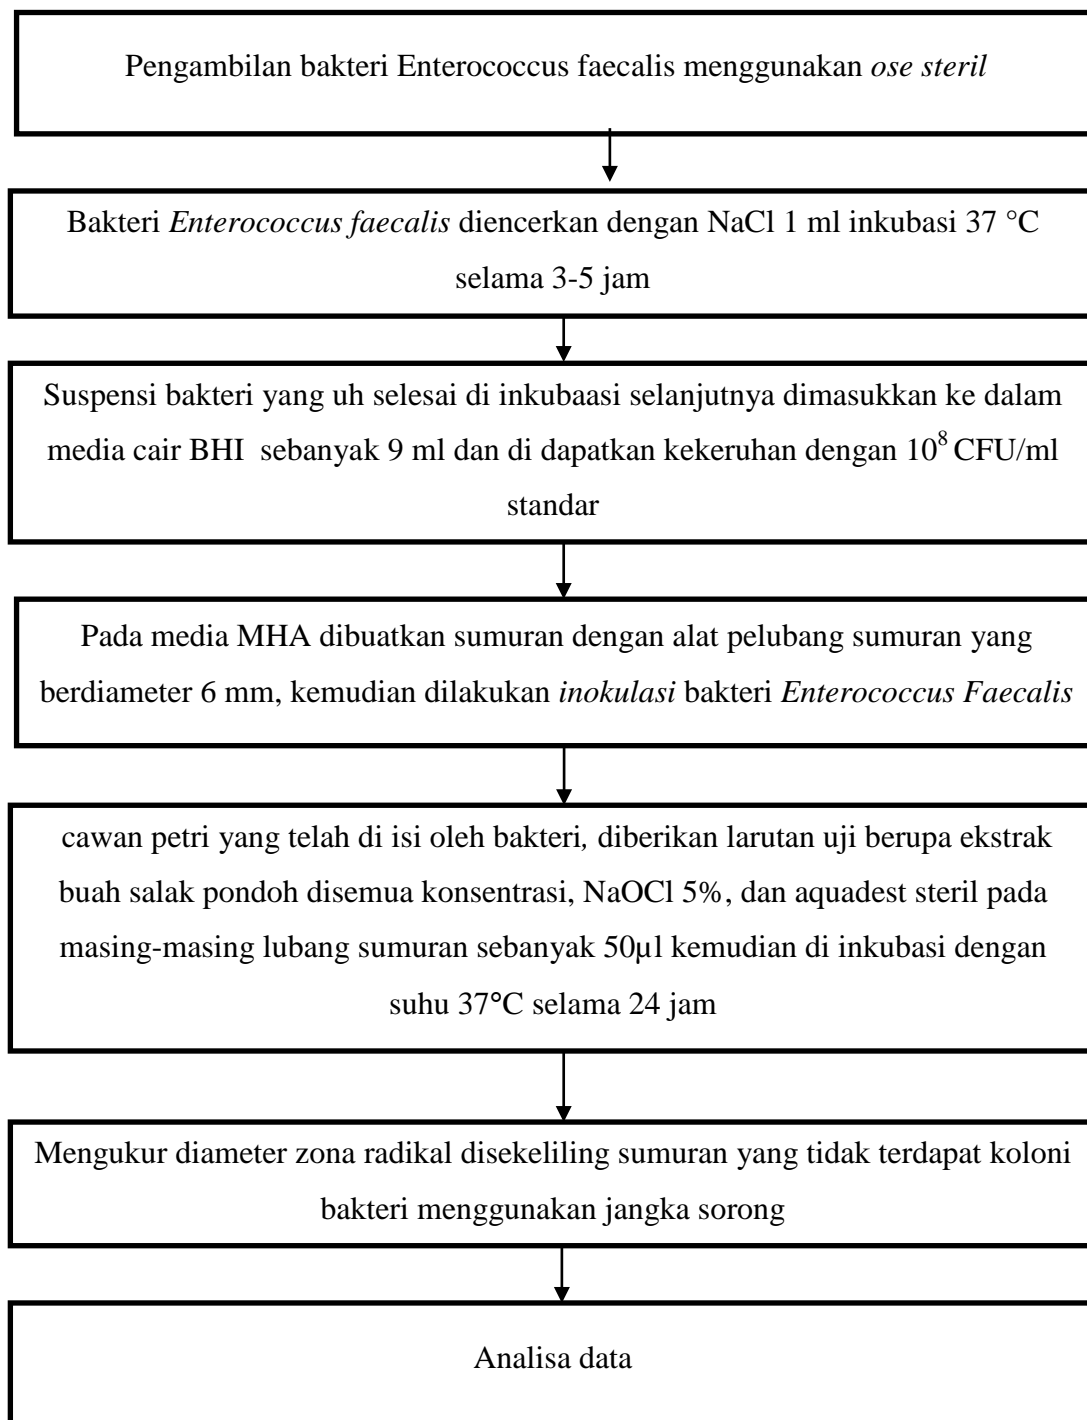 Pengambilan bakteri Enterococcus faecalis menggunakan ose steril
Bakteri Enterococcus faecalis diencerkan dengan NaCl 1 ml inkubasi 37 °C
selama 3-5 jam
Suspensi bakteri yang uh selesai di inkubaasi selanjutnya dimasukkan ke dalam
media cair BHI sebanyak 9 ml dan di dapatkan kekeruhan dengan 10⁸ CFU/ml
standar
Pada media MHA dibuatkan sumuran dengan alat pelubang sumuran yang
berdiameter 6 mm, kemudian dilakukan inokulasi bakteri Enterococcus Faecalis
cawan petri yang telah di isi oleh bakteri, diberikan larutan uji berupa ekstrak
buah salak pondoh disemua konsentrasi, NaOCl 5%, dan aquadest steril pada
masing-masing lubang sumuran sebanyak 50µl kemudian di inkubasi dengan
suhu 37°C selama 24 jam
Mengukur diameter zona radikal disekeliling sumuran yang tidak terdapat koloni
bakteri menggunakan jangka sorong
Analisa data